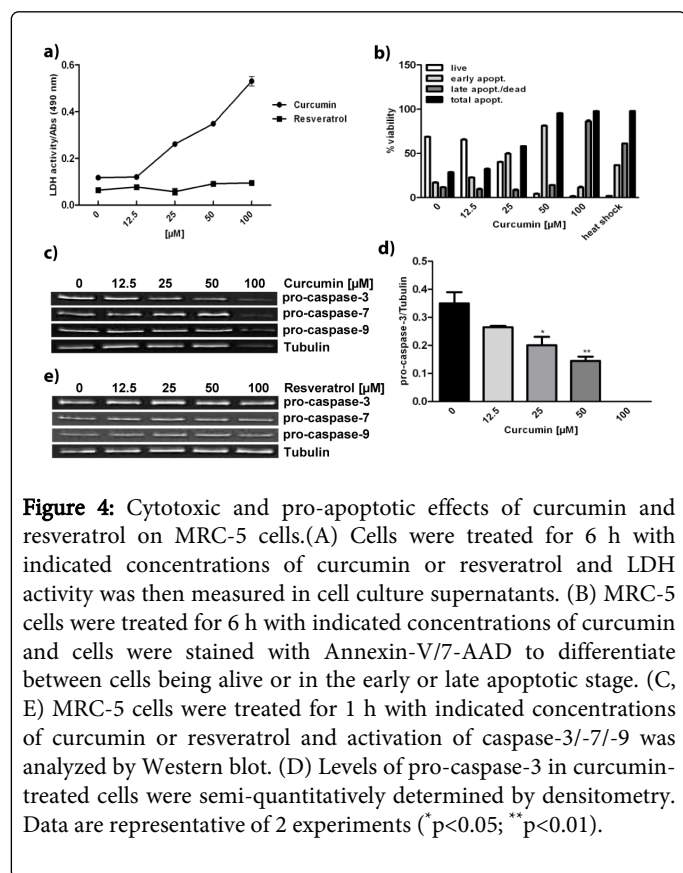 a)
LDH activity/Abs (490 nm)
0.6
0.4
0.2
0.0
0
12.5
25
50
100
[µM]
Curcumin
Resveratrol
b)
live
early apopt.
late apopt./dead
total apopt.
% viability
150
100
50
0
0
12.5
25
50
100
heat shock
Curcumin [µM]
c)
0 12.5 25 50 100 Curcumin [µM]
pro-caspase-3
pro-caspase-7
pro-caspase-9
Tubulin
d)
pro-caspase-3/Tubulin
0.5
0.4
0.3
0.2
0.1
0.0
*
**
0
12.5
25
50
100
Curcumin [µM]
e)
0 12.5 25 50 100 Resveratrol [µM]
pro-caspase-3
pro-caspase-7
pro-caspase-9
Tubulin
Figure 4: Cytotoxic and pro-apoptotic effects of curcumin and
resveratrol on MRC-5 cells.(A) Cells were treated for 6 h with
indicated concentrations of curcumin or resveratrol and LDH
activity was then measured in cell culture supernatants. (B) MRC-5
cells were treated for 6 h with indicated concentrations of curcumin
and cells were stained with Annexin-V/7-AAD to differentiate
between cells being alive or in the early or late apoptotic stage. (C,
E) MRC-5 cells were treated for 1 h with indicated concentrations
of curcumin or resveratrol and activation of caspase-3/-7/-9 was
analyzed by Western blot. (D) Levels of pro-caspase-3 in curcumin-
treated cells were semi-quantitatively determined by densitometry.
Data are representative of 2 experiments (*p<0.05; **p<0.01).